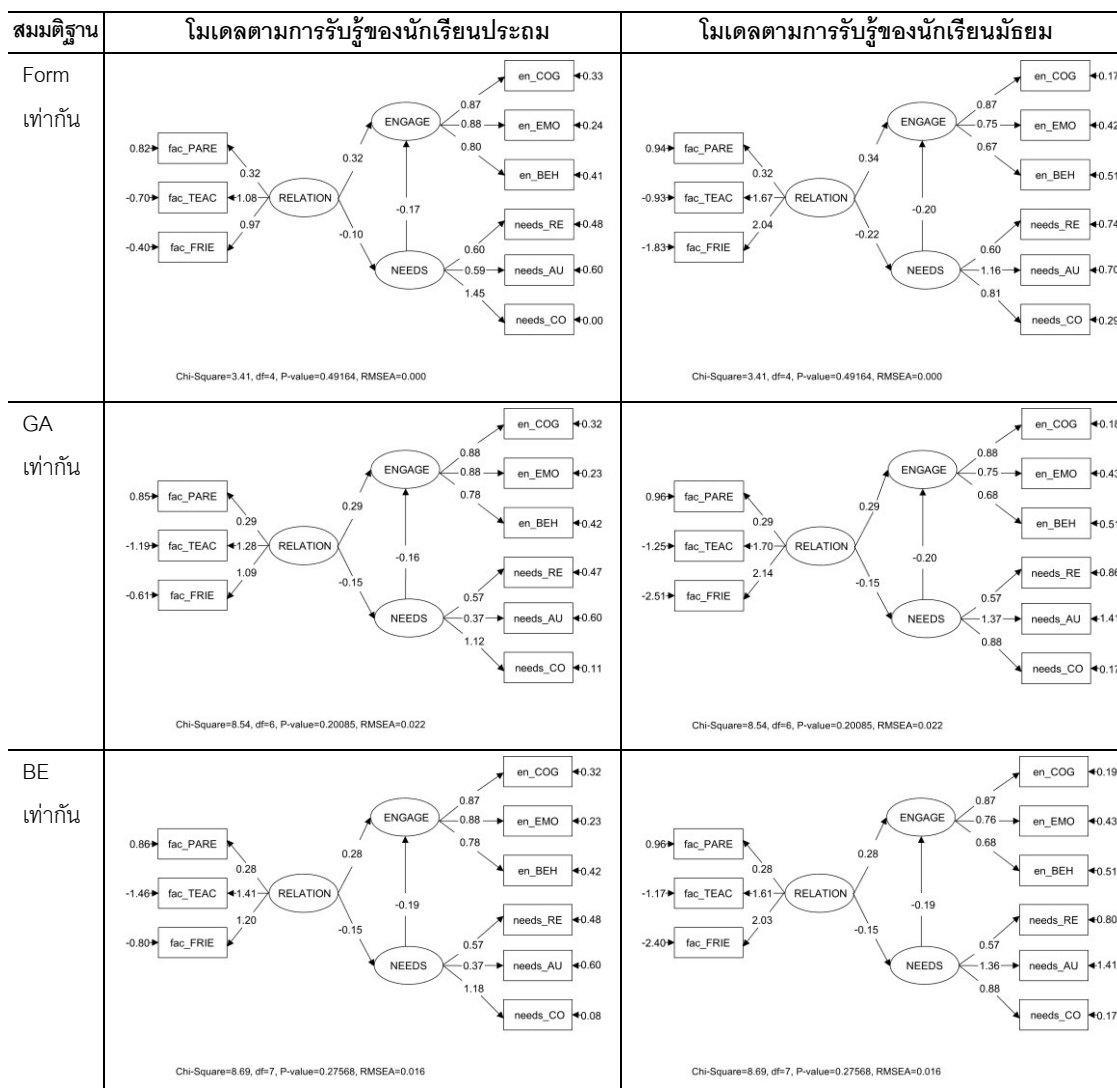 สมมติฐาน โมเดลตามการรับรู้ของนักเรียนประถม โมเดลตามการรับรู้ของนักเรียนมัธยม
Form
เท่ากัน
en_COG 0.33
0.87
ENGAGE 0.88 en_EMO 0.24
0.80
0.82 fac_PARE 0.32
0.32 en_BEH 0.41
-0.70 fac_TEAC 1.08 RELATION -0.17
0.97 -0.10 needs_RE 0.48
-0.40 fac_FRIE 0.60
NEEDS 0.59 needs_AU 0.60
1.45
needs_CO 0.00
Chi-Square=3.41, df=4, P-value=0.49164, RMSEA=0.000
en_COG 0.17
0.87
ENGAGE 0.75 en_EMO 0.42
0.67
0.94 fac_PARE 0.34
0.32 en_BEH 0.51
-0.93 fac_TEAC 1.67 RELATION -0.20
2.04 -0.22 needs_RE 0.74
-1.83 fac_FRIE 0.60
NEEDS 1.16 needs_AU 0.70
0.81
needs_CO 0.29
Chi-Square=3.41, df=4, P-value=0.49164, RMSEA=0.000
GA
เท่ากัน
en_COG 0.32
0.88
ENGAGE 0.88 en_EMO 0.23
0.78
0.85 fac_PARE 0.29
0.29 en_BEH 0.42
-1.19 fac_TEAC 1.28 RELATION -0.16
1.09 -0.15 needs_RE 0.47
-0.61 fac_FRIE 0.57
NEEDS 0.37 needs_AU 0.60
1.12
needs_CO 0.11
Chi-Square=8.54, df=6, P-value=0.20085, RMSEA=0.022
en_COG 0.18
0.88
ENGAGE 0.75 en_EMO 0.43
0.68
0.96 fac_PARE 0.29
0.29 en_BEH 0.51
-1.25 fac_TEAC 1.70 RELATION -0.20
2.14 -0.15 needs_RE 0.86
-2.51 fac_FRIE 0.57
NEEDS 1.37 needs_AU 1.41
0.88
needs_CO 0.17
Chi-Square=8.54, df=6, P-value=0.20085, RMSEA=0.022
BE
เท่ากัน
en_COG 0.32
0.87
ENGAGE 0.88 en_EMO 0.23
0.78
0.86 fac_PARE 0.28
0.28 en_BEH 0.42
-1.46 fac_TEAC 1.41 RELATION -0.19
1.20 -0.15 needs_RE 0.48
-0.80 fac_FRIE 0.57
NEEDS 0.37 needs_AU 0.60
1.18
needs_CO 0.08
Chi-Square=8.69, df=7, P-value=0.27568, RMSEA=0.016
en_COG 0.19
0.87
ENGAGE 0.76 en_EMO 0.43
0.68
0.96 fac_PARE 0.28
0.28 en_BEH 0.51
-1.17 fac_TEAC 1.61 RELATION -0.19
2.03 -0.15 needs_RE 0.80
-2.40 fac_FRIE 0.57
NEEDS 1.36 needs_AU 1.41
0.88
needs_CO 0.17
Chi-Square=8.69, df=7, P-value=0.27568, RMSEA=0.016